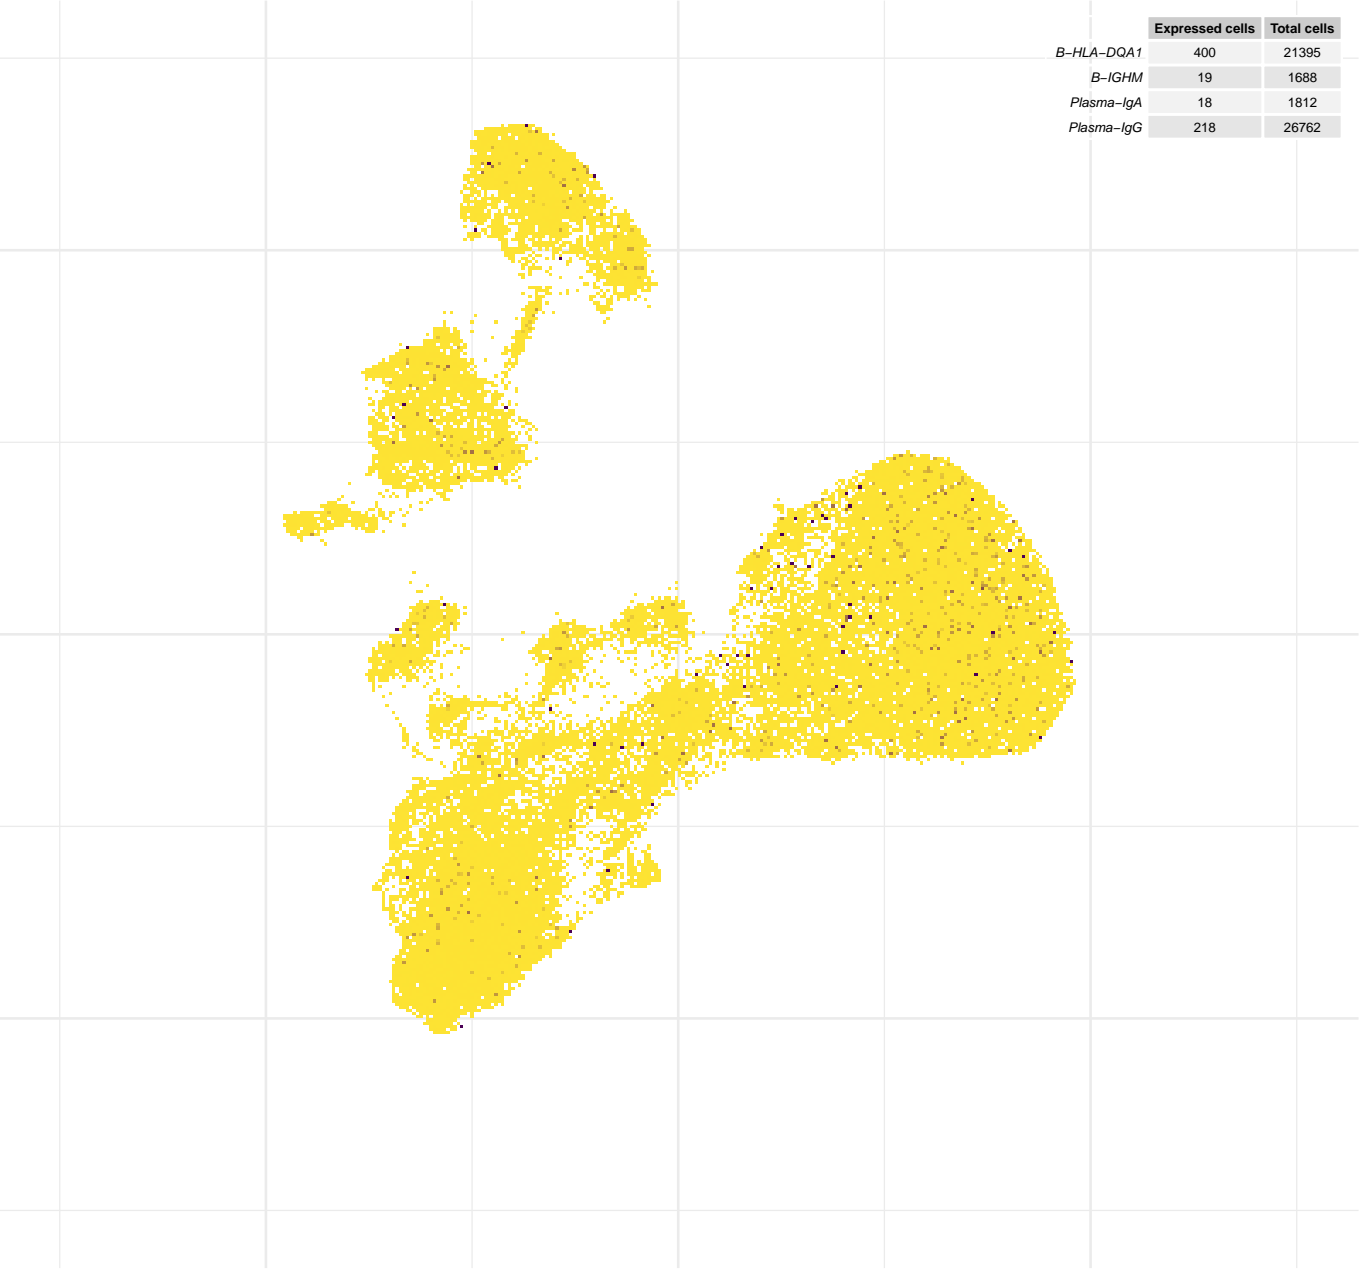 Expressed cells Total cells
B−HLA−DQA1 400 21395
B−IGHM 19 1688
Plasma−IgA 18 1812
Plasma−IgG 218 26762